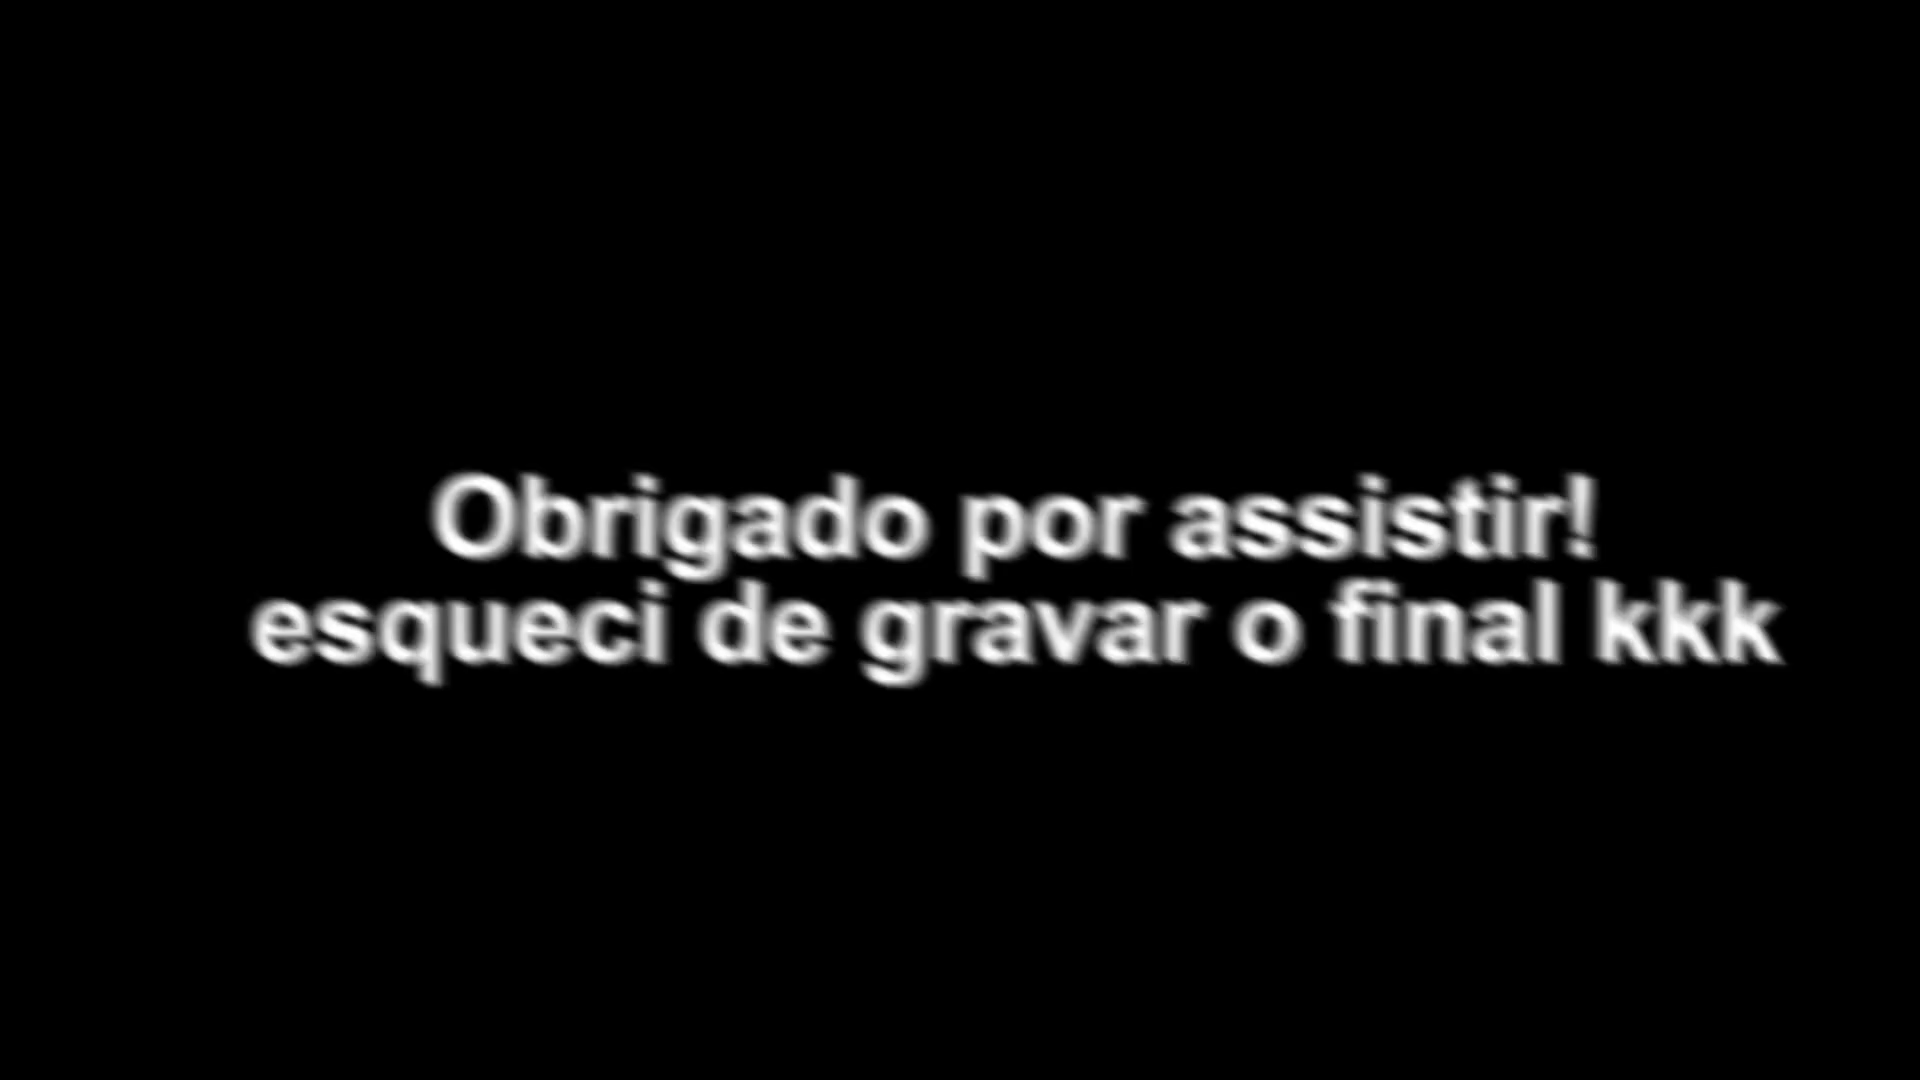 Obrigado por assistir!
esqueci de gravar o final kkk